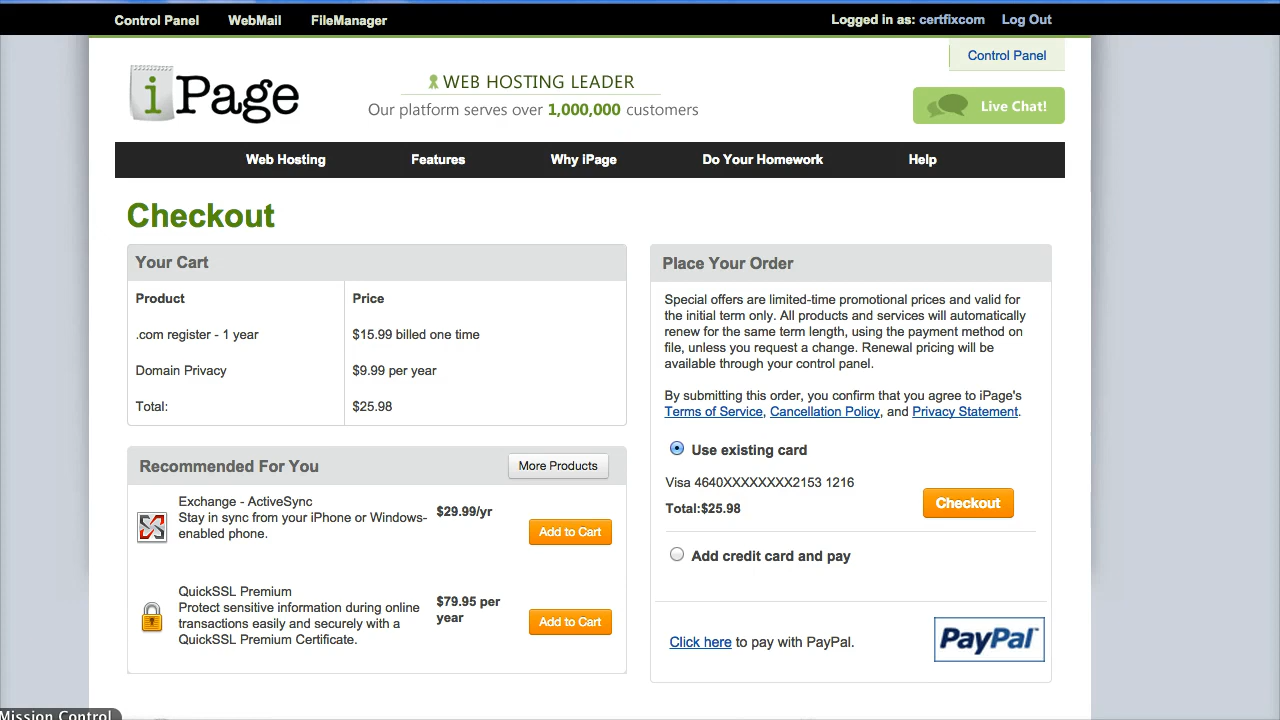 Control Panel WebMail FileManager Logged in as: certfixcom Log Out
Control Panel
iPage
WEB HOSTING LEADER
Our platform serves over 1,000,000 customers
Live Chat!
Web Hosting Features Why iPage Do Your Homework Help
Checkout
Your Cart
Product Price
.com register - 1 year $15.99 billed one time
Domain Privacy $9.99 per year
Total: $25.98
Recommended For You More Products
Exchange - ActiveSync
Stay in sync from your iPhone or Windows-
enabled phone.
$29.99/yr
Add to Cart
QuickSSL Premium
Protect sensitive information during online
transactions easily and securely with a
QuickSSL Premium Certificate.
$79.95 per
year
Add to Cart
Place Your Order
Special offers are limited-time promotional prices and valid for
the initial term only. All products and services will automatically
renew for the same term length, using the payment method on
file, unless you request a change. Renewal pricing will be
available through your control panel.
By submitting this order, you confirm that you agree to iPage's
Terms of Service, Cancellation Policy, and Privacy Statement.
Use existing card
Visa 4640XXXXXXXX2153 1216
Total:$25.98
Checkout
Add credit card and pay
Click here to pay with PayPal.
PayPal
Mission Control